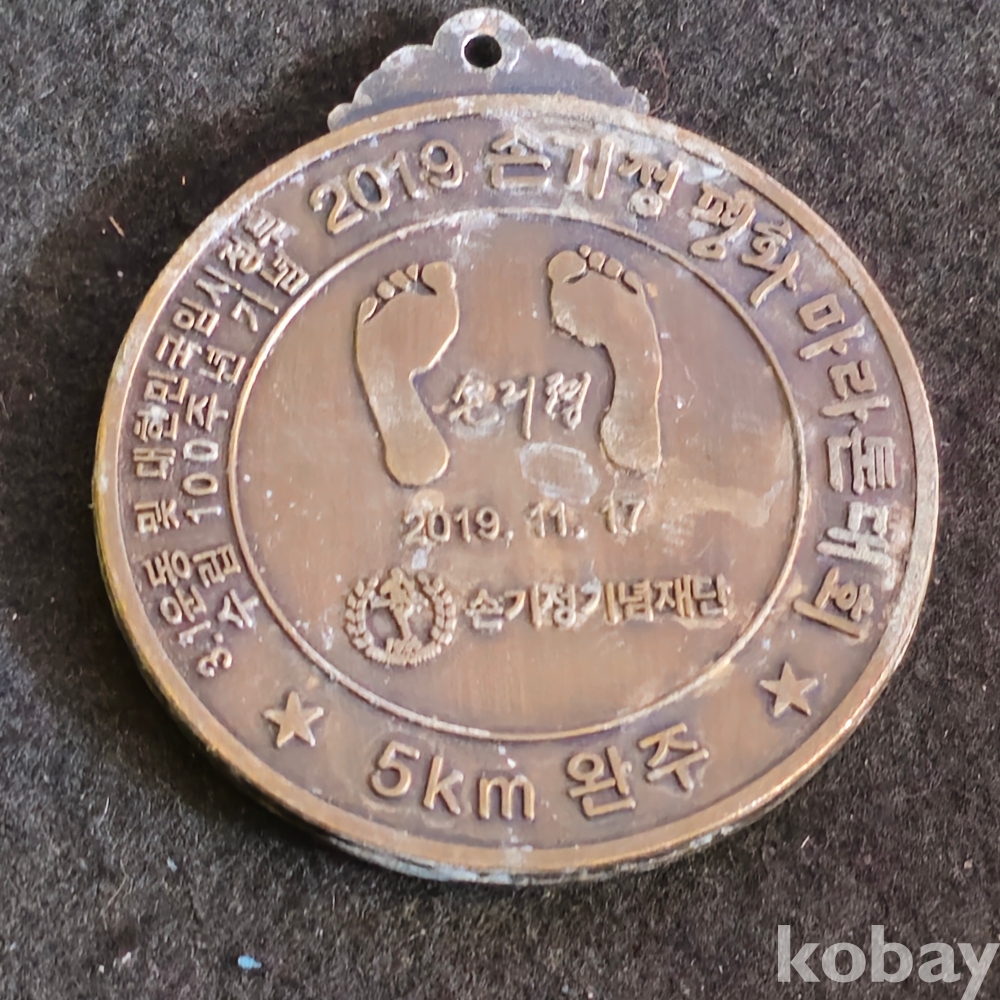 2019 손기정 평화 마라톤대회
3.1운동 및 대한민국임시정부
수립 100주년 기념
손긔정
2019. 11. 17
손기정기념재단
5km 완주
kobay